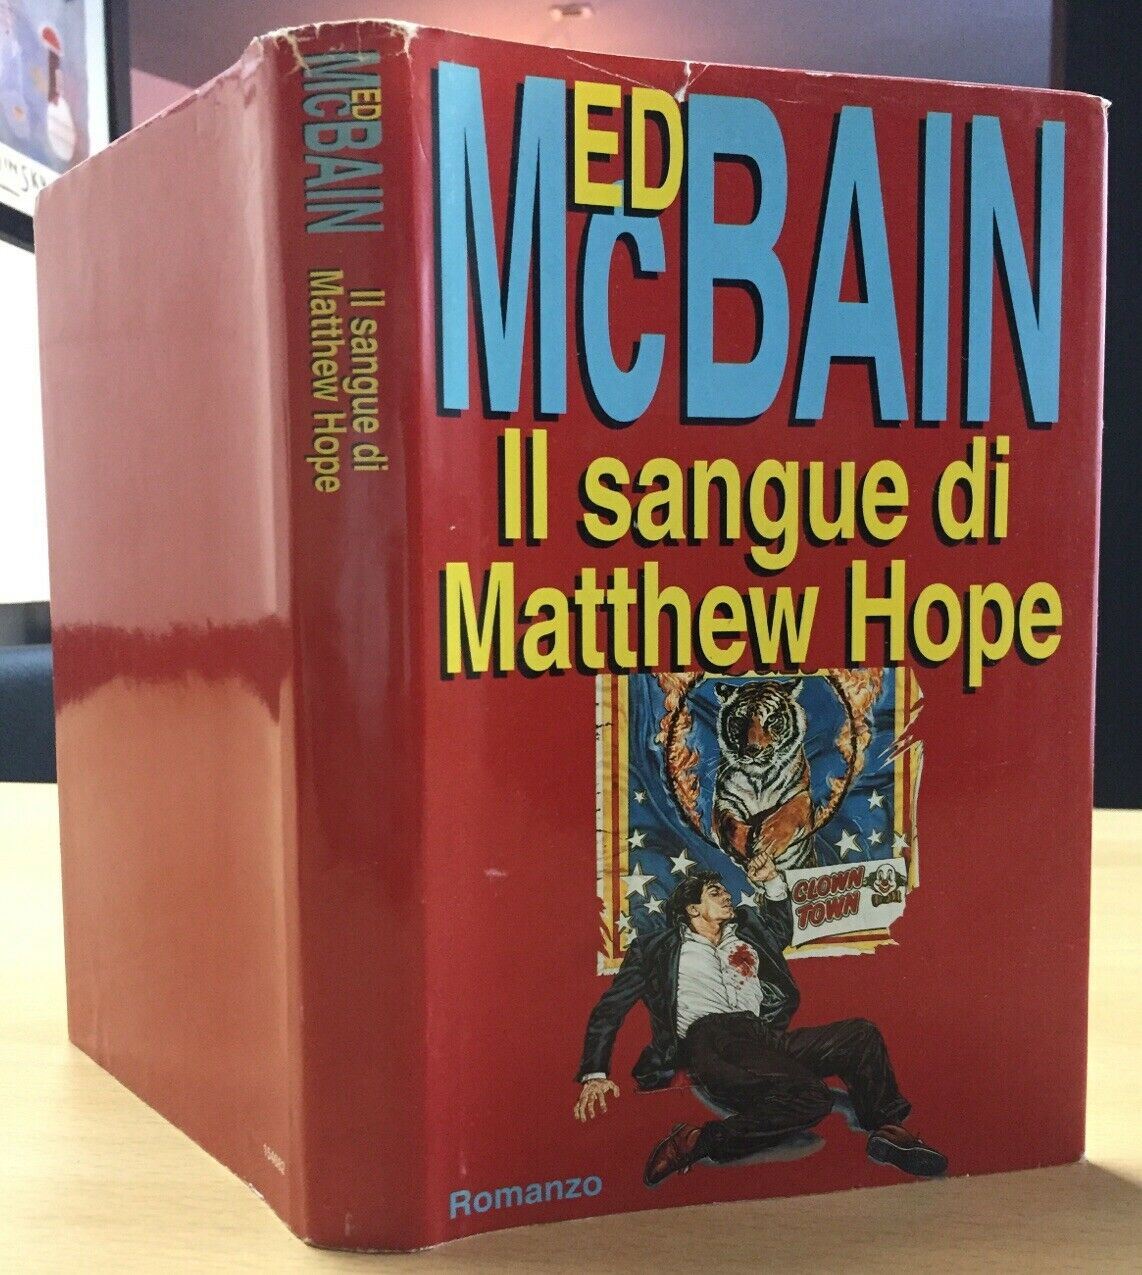 ED
McBAIN
Il sangue di
Matthew Hope
ED
McBAIN
Il sangue di
Matthew Hope
CLOWN
TOWN
Romanzo